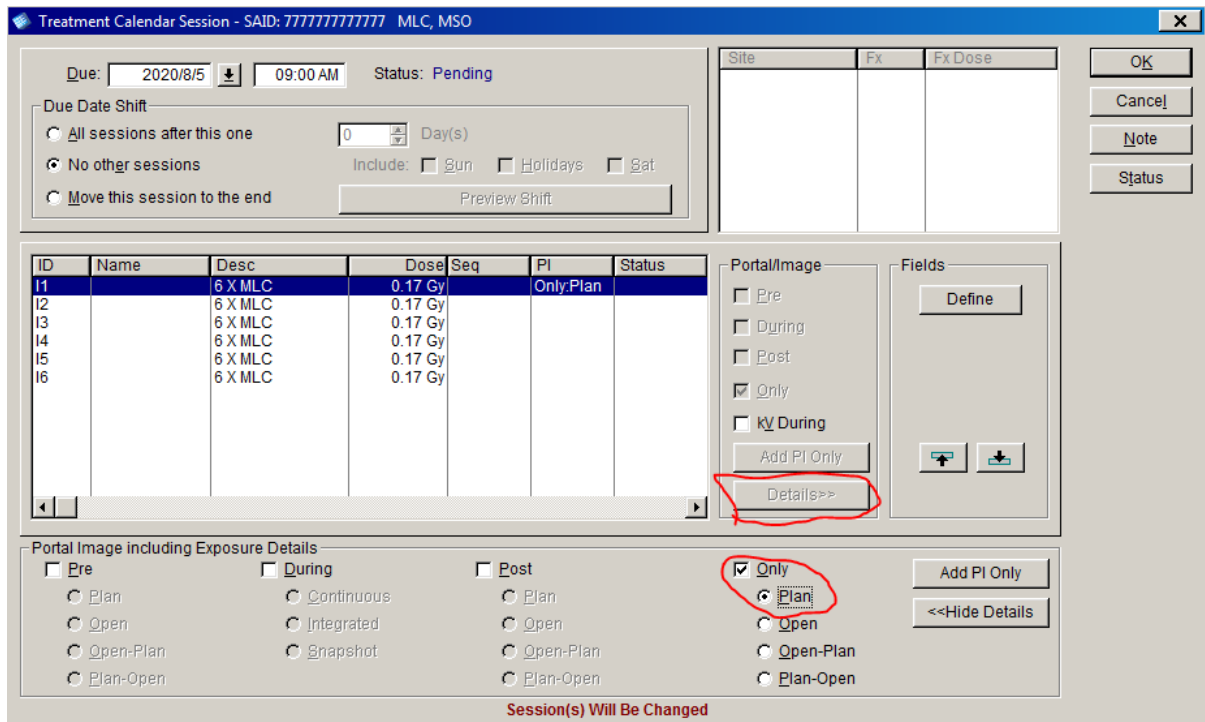 Treatment Calendar Session - SAID: 7777777777777 MLC, MSO
Due: 2020/8/5 09:00 AM Status: Pending
Due Date Shift
All sessions after this one 0 Day(s)
No other sessions Include: Sun Holidays Sat
Move this session to the end Preview Shift
Site Fx Fx Dose
OK
Cancel
Note
Status
ID Name Desc Dose Seq PI Status
I1 6 X MLC 0.17 Gy Only:Plan
I2 6 X MLC 0.17 Gy
I3 6 X MLC 0.17 Gy
I4 6 X MLC 0.17 Gy
I5 6 X MLC 0.17 Gy
I6 6 X MLC 0.17 Gy
Portal/Image
Pre
During
Post
Only
kV During
Add PI Only
Details>>
Fields
Define
Portal Image including Exposure Details
Pre During Post Only Add PI Only
Plan Continuous Plan Plan <<Hide Details
Open Integrated Open Open
Open-Plan Snapshot Open-Plan Open-Plan
Plan-Open Plan-Open Plan-Open
Session(s) Will Be Changed